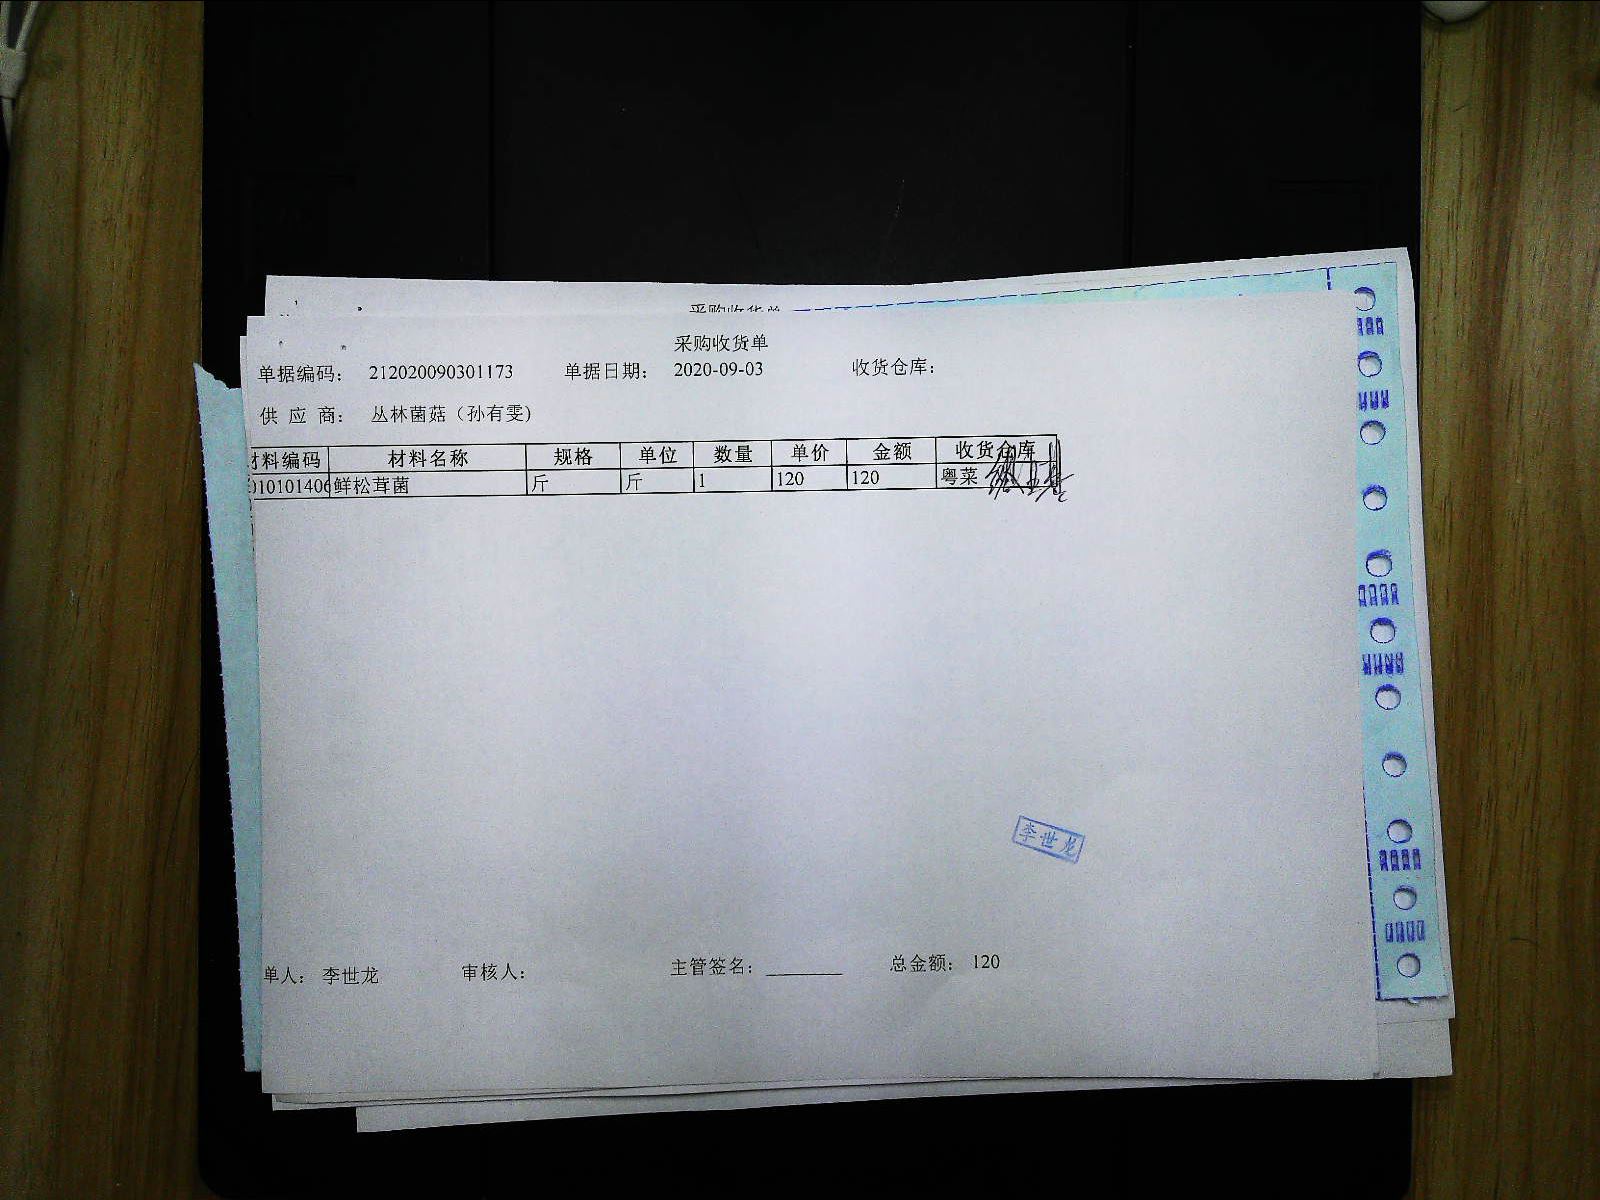 采购收货单
单据编码： 212020090301173 单据日期： 2020-09-03 收货仓库：
供 应 商： 丛林菌菇（孙有雯）
材料编码 材料名称 规格 单位 数量 单价 金额 收货仓库
010101406 鲜松茸菌 斤 斤 1 120 120 粤菜
李世龙
单人： 李世龙 审核人： 主管签名： 总金额： 120